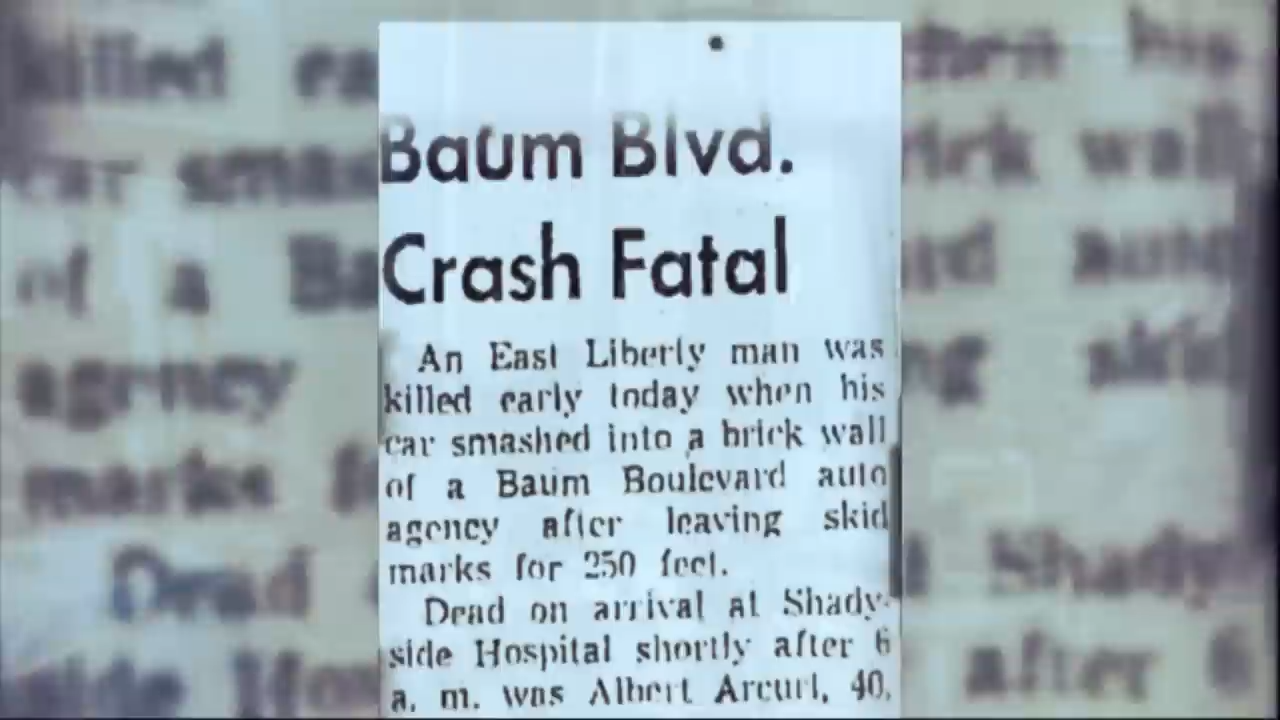 Baum Blvd.
Crash Fatal
An East Liberty man was
killed early today when his
car smashed into a brick wall
of a Baum Boulevard auto
agency after leaving skid
marks for 250 feet.
Dead on arrival at Shady-
side Hospital shortly after 6
a. m. was Albert Arcuri, 40,